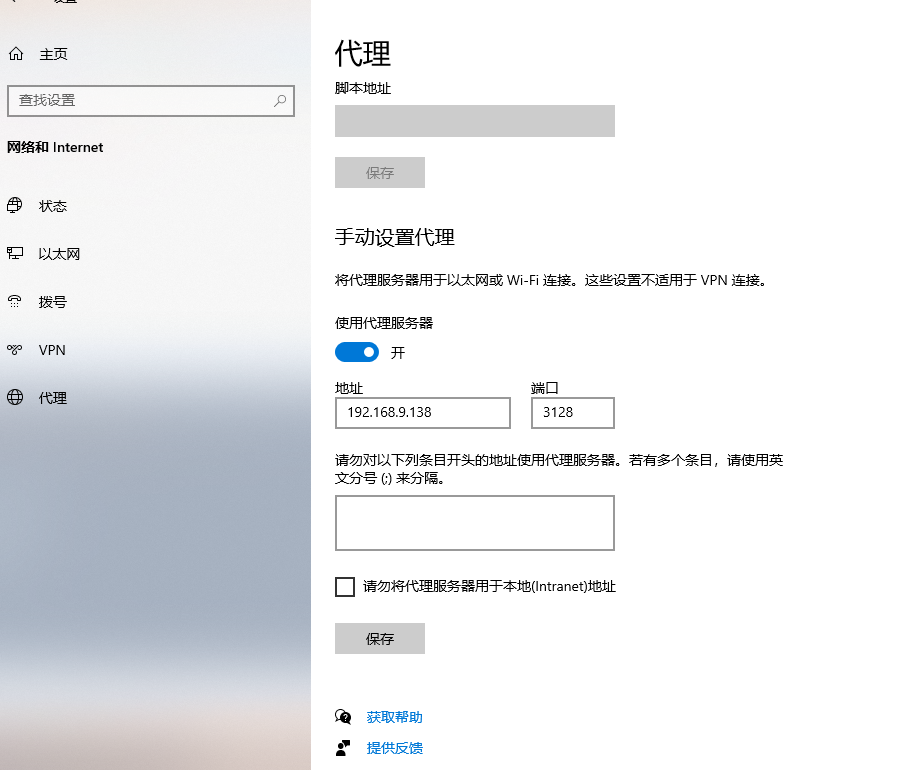 主页
查找设置
网络和 Internet
状态
以太网
拨号
VPN
代理
代理
脚本地址
保存
手动设置代理
将代理服务器用于以太网或 Wi-Fi 连接。这些设置不适用于 VPN 连接。
使用代理服务器
开
地址 端口
192.168.9.138 3128
请勿对以下列条目开头的地址使用代理服务器。若有多个条目，请使用英
文分号 (;) 来分隔。
请勿将代理服务器用于本地(Intranet)地址
保存
获取帮助
提供反馈